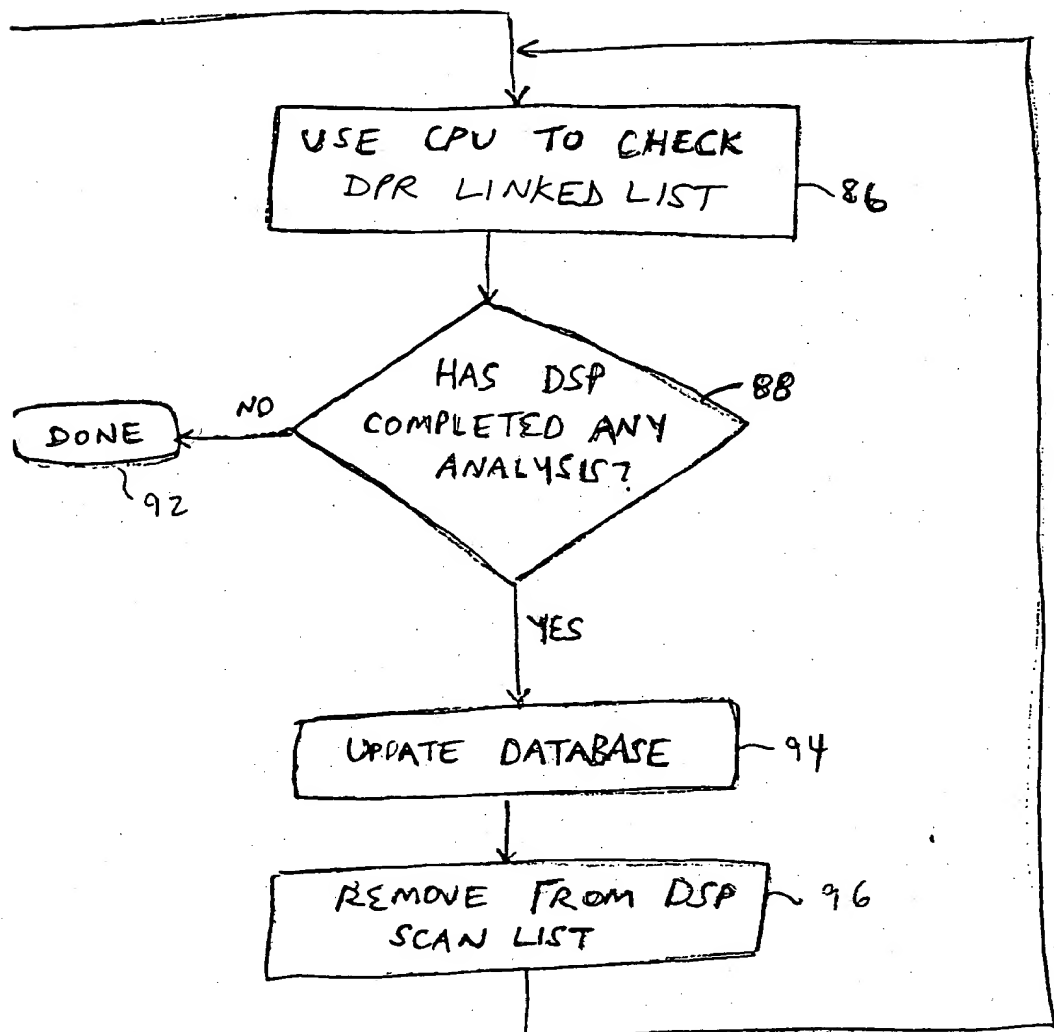 USE CPU TO CHECK
DPR LINKED LIST
86
HAS DSP
COMPLETED ANY
ANALYSIS?
88
NO
DONE
92
YES
UPDATE DATABASE
94
REMOVE FROM DSP
SCAN LIST
96